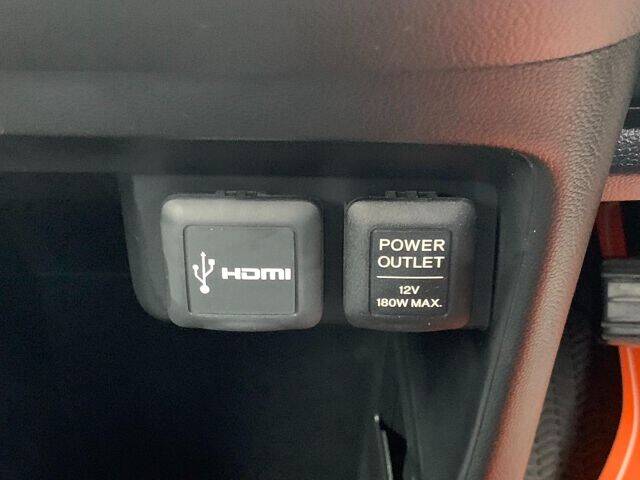 HDMI
POWER
OUTLET
12V
180W MAX.